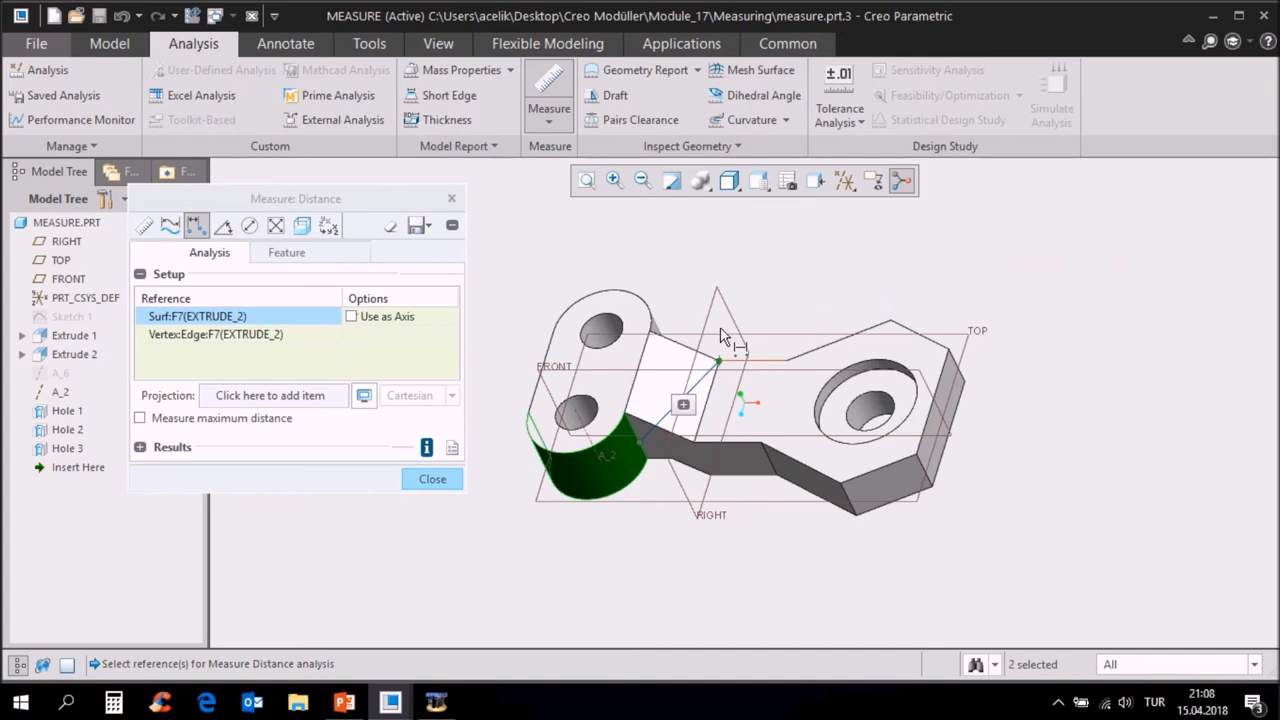 MEASURE (Active) C:\Users\acelik\Desktop\Creo Modüller\Module_17\Measuring\measure.prt.3 - Creo Parametric
File Model Analysis Annotate Tools View Flexible Modeling Applications Common
Analysis User-Defined Analysis Mathcad Analysis Mass Properties Geometry Report Mesh Surface Sensitivity Analysis
Saved Analysis Excel Analysis Prime Analysis Short Edge Draft Dihedral Angle Feasibility/Optimization
Performance Monitor Toolkit-Based External Analysis Thickness Measure Pairs Clearance Curvature ±.01 Tolerance Analysis Statistical Design Study Simulate Analysis
Manage Custom Model Report Measure Inspect Geometry Design Study
Model Tree F... F...
Model Tree
MEASURE.PRT
RIGHT
TOP
FRONT
PRT_CSYS_DEF
Sketch 1
Extrude 1
Extrude 2
A_6
A_2
Hole 1
Hole 2
Hole 3
Insert Here
Measure: Distance
Analysis Feature
Setup
Reference Options
Surf:F7(EXTRUDE_2) Use as Axis
Vertex:Edge:F7(EXTRUDE_2)
Projection: Click here to add item Cartesian
Measure maximum distance
Results
Close
TOP
FRONT
A_2
RIGHT
Select reference(s) for Measure Distance analysis 2 selected All
TUR 21:08
15.04.2018 3